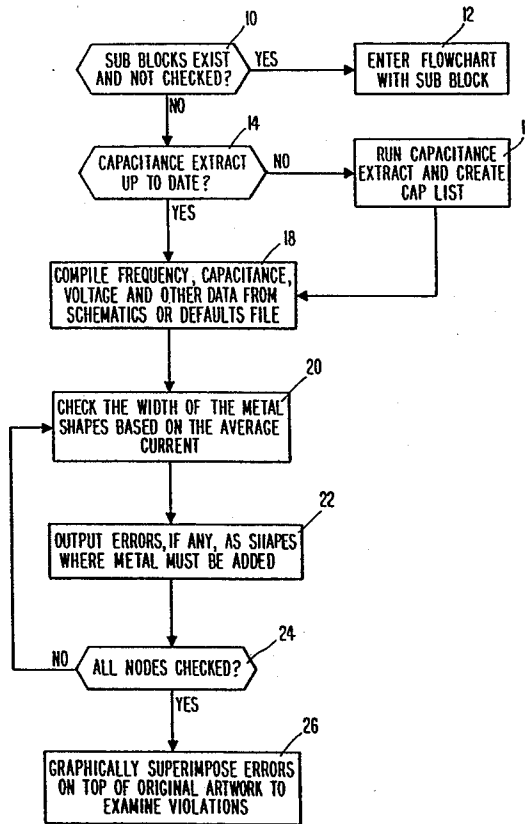 10
SUB BLOCKS EXIST
AND NOT CHECKED?
YES
12
ENTER FLOWCHART
WITH SUB BLOCK
NO
14
CAPACITANCE EXTRACT
UP TO DATE?
NO
RUN CAPACITANCE
EXTRACT AND CREATE
CAP LIST
YES
18
COMPILE FREQUENCY, CAPACITANCE,
VOLTAGE AND OTHER DATA FROM
SCHEMATICS OR DEFAULTS FILE
20
CHECK THE WIDTH OF THE METAL
SHAPES BASED ON THE AVERAGE
CURRENT
22
OUTPUT ERRORS, IF ANY, AS SHAPES
WHERE METAL MUST BE ADDED
24
NO
ALL NODES CHECKED?
YES
26
GRAPHICALLY SUPERIMPOSE ERRORS
ON TOP OF ORIGINAL ARTWORK TO
EXAMINE VIOLATIONS